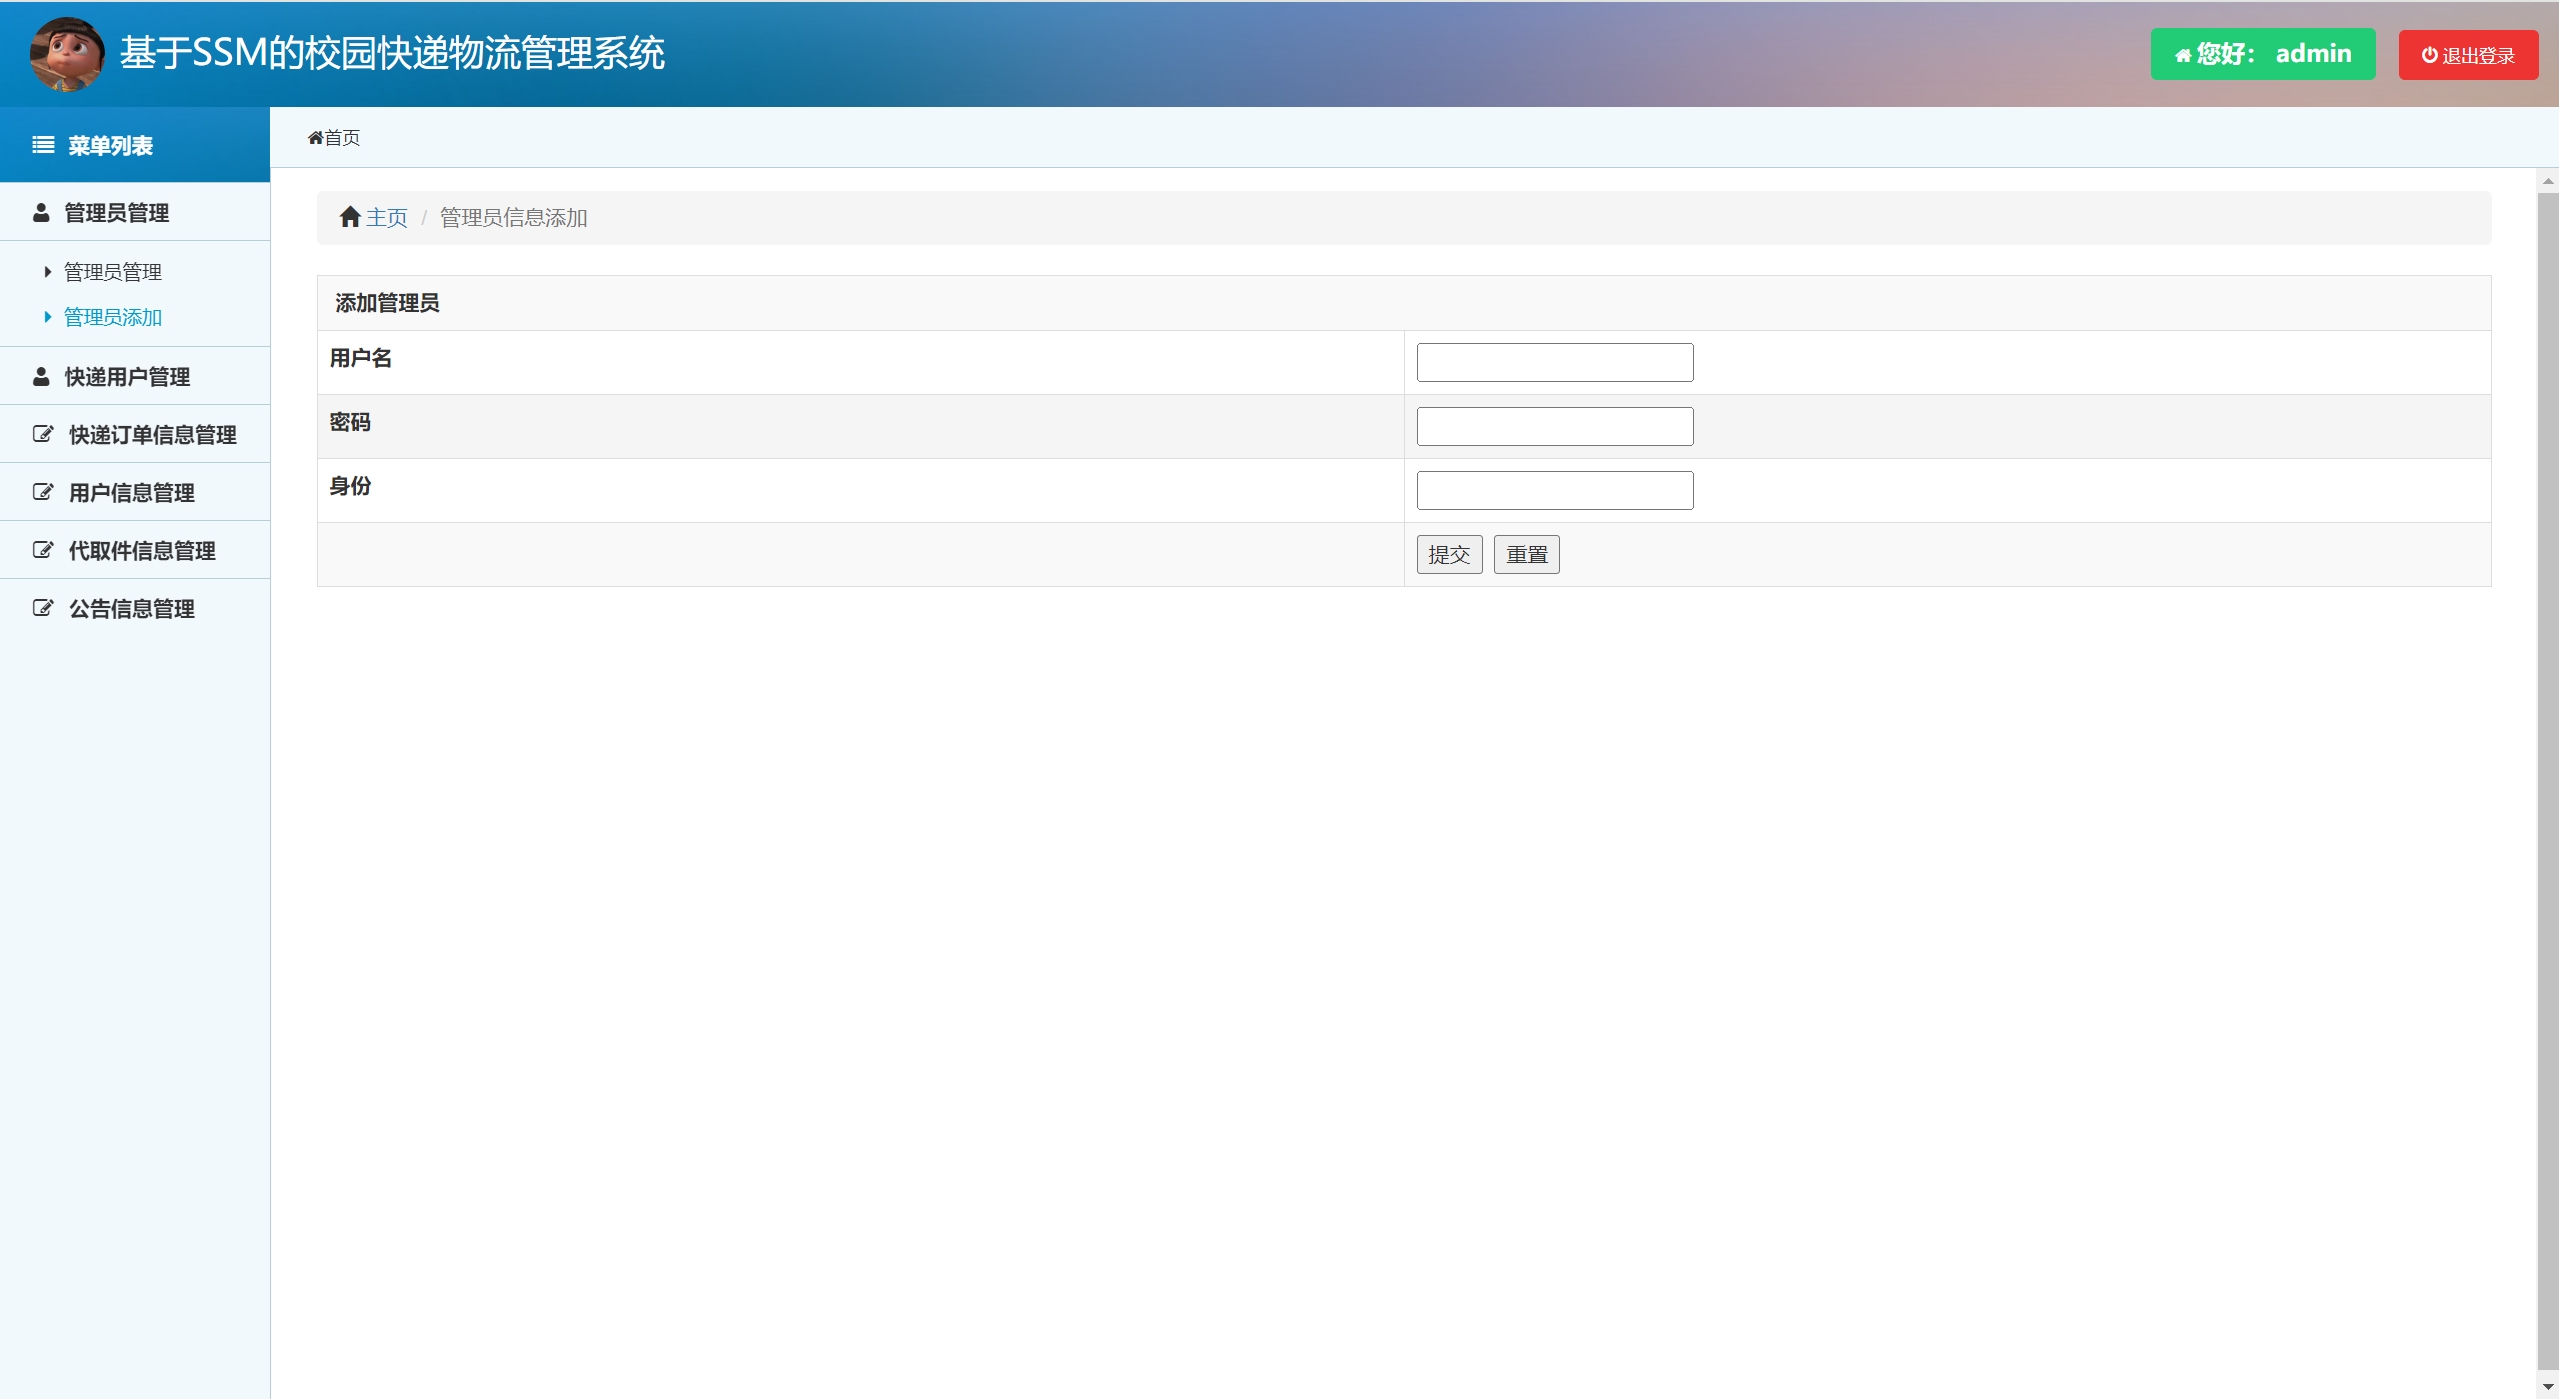 基于SSM的校园快递物流管理系统
您好： admin
退出登录
菜单列表
首页
管理员管理
管理员管理
管理员添加
快递用户管理
快递订单信息管理
用户信息管理
代取件信息管理
公告信息管理
主页 / 管理员信息添加
添加管理员
用户名
密码
身份
提交 重置